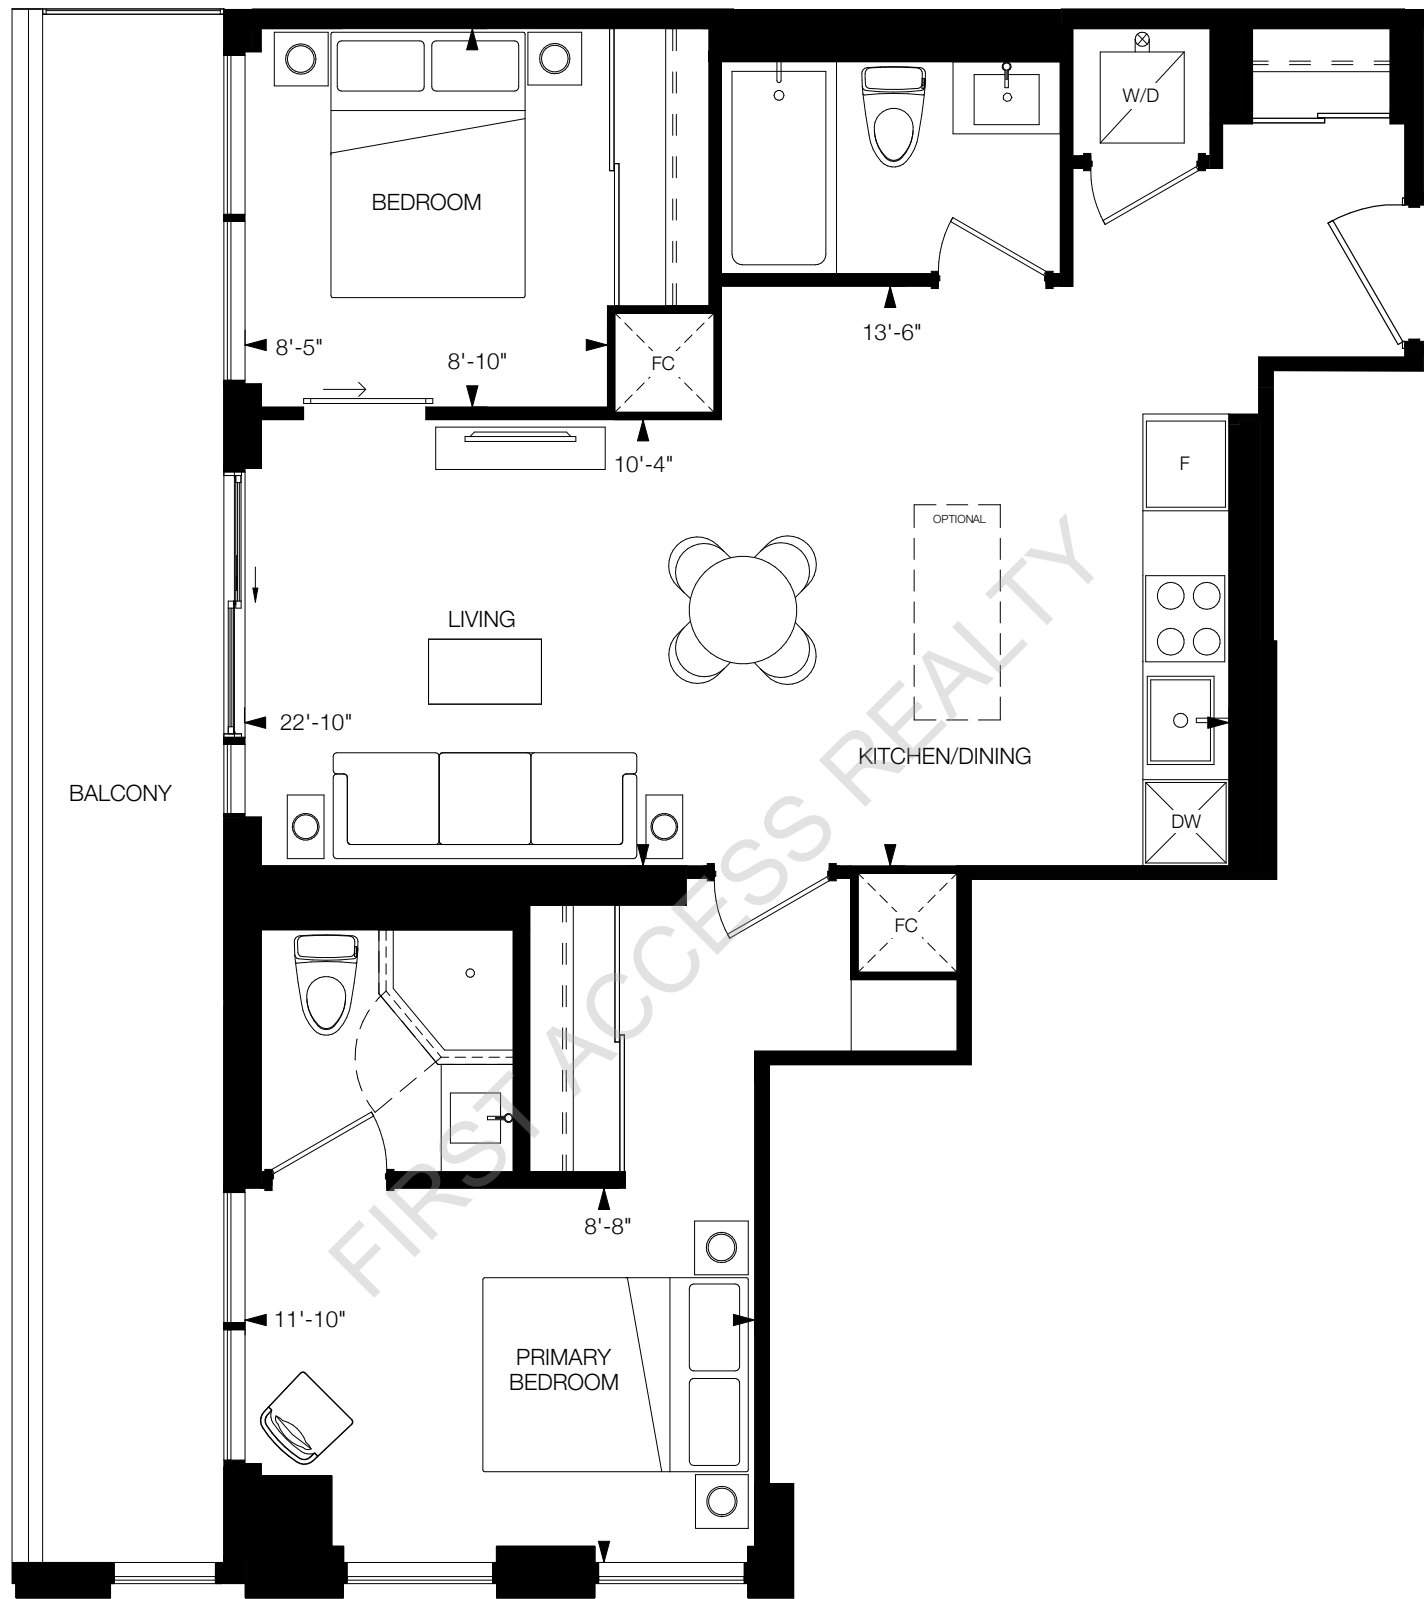 W/D
BEDROOM
13'-6"
8'-5"
8'-10"
FC
10'-4"
F
OPTIONAL
LIVING
22'-10"
KITCHEN/DINING
BALCONY
DW
FC
FIRST ACCESS REALTY
8'-8"
11'-10"
PRIMARY
BEDROOM